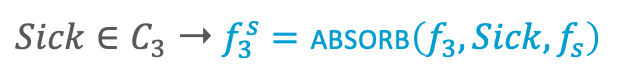 Sick ∈ C₃ → f₃ˢ = ABSORB(f₃, Sick, fₛ)